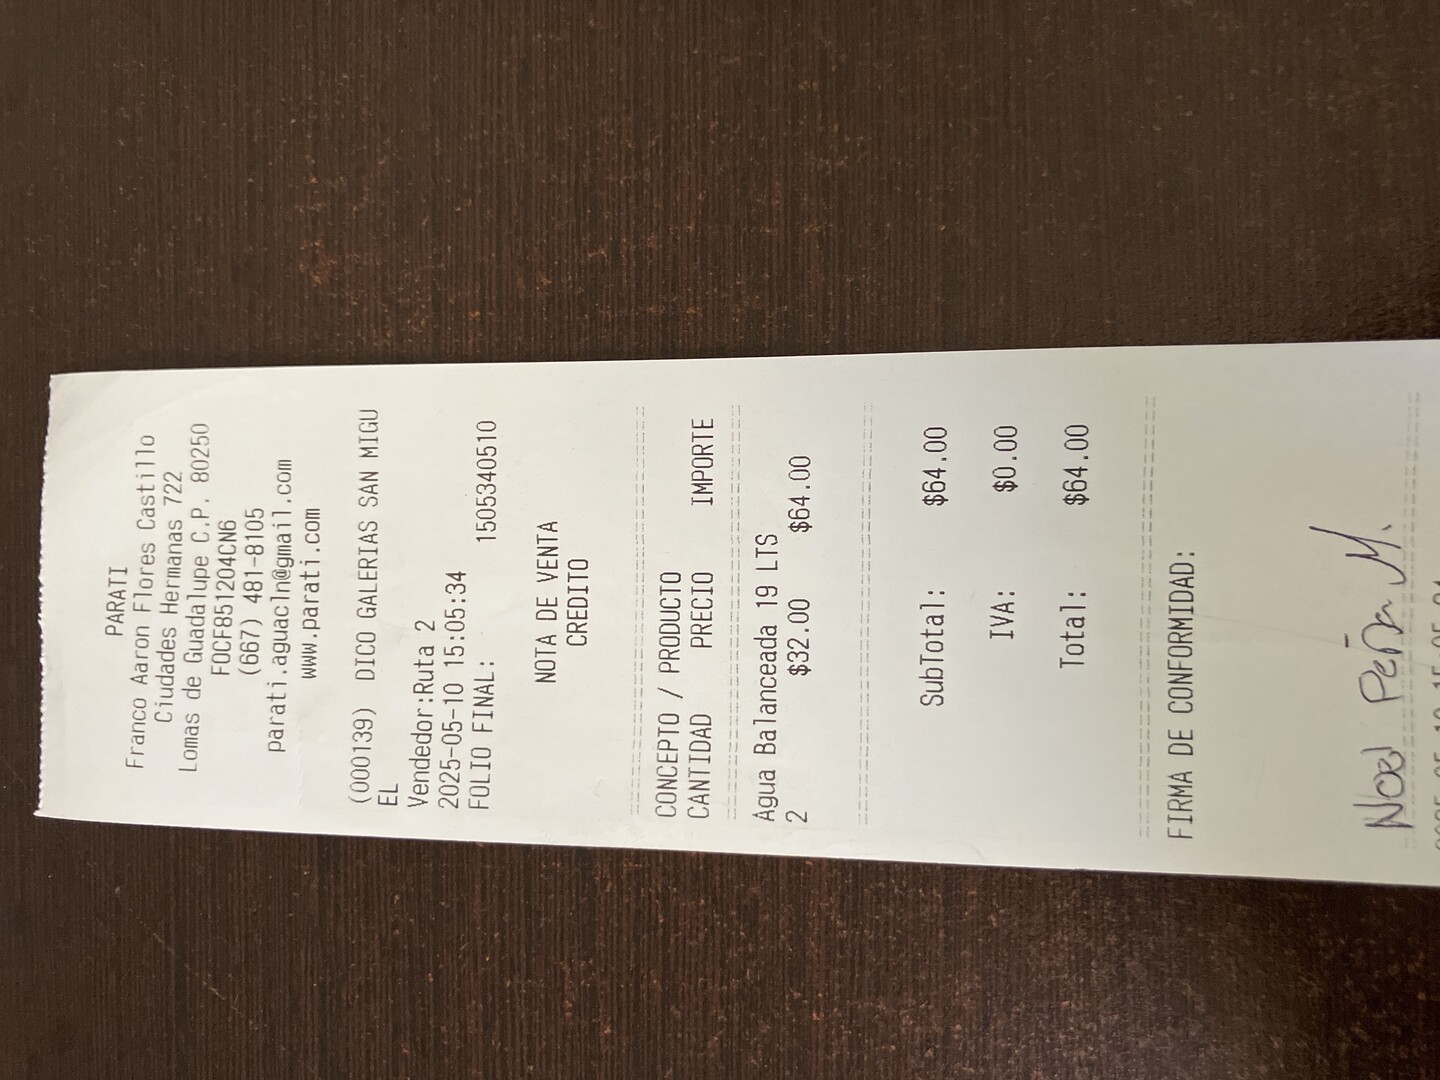 PARATI
Franco Aaron Flores Castillo
Ciudades Hermanas 722
Lomas de Guadalupe C.P. 80250
FOCF851204CN6
(667) 481-8105
parati.aguacln@gmail.com
www.parati.com
(000139) DICO GALERIAS SAN MIGU
EL
Vendedor:Ruta 2
2025-05-10 15:05:34
FOLIO FINAL: 1505340510
NOTA DE VENTA
CREDITO
CONCEPTO / PRODUCTO
CANTIDAD PRECIO IMPORTE
Agua Balanceada 19 LTS
2 $32.00 $64.00
SubTotal: $64.00
IVA: $0.00
Total: $64.00
FIRMA DE CONFORMIDAD:
Noel Peña M.